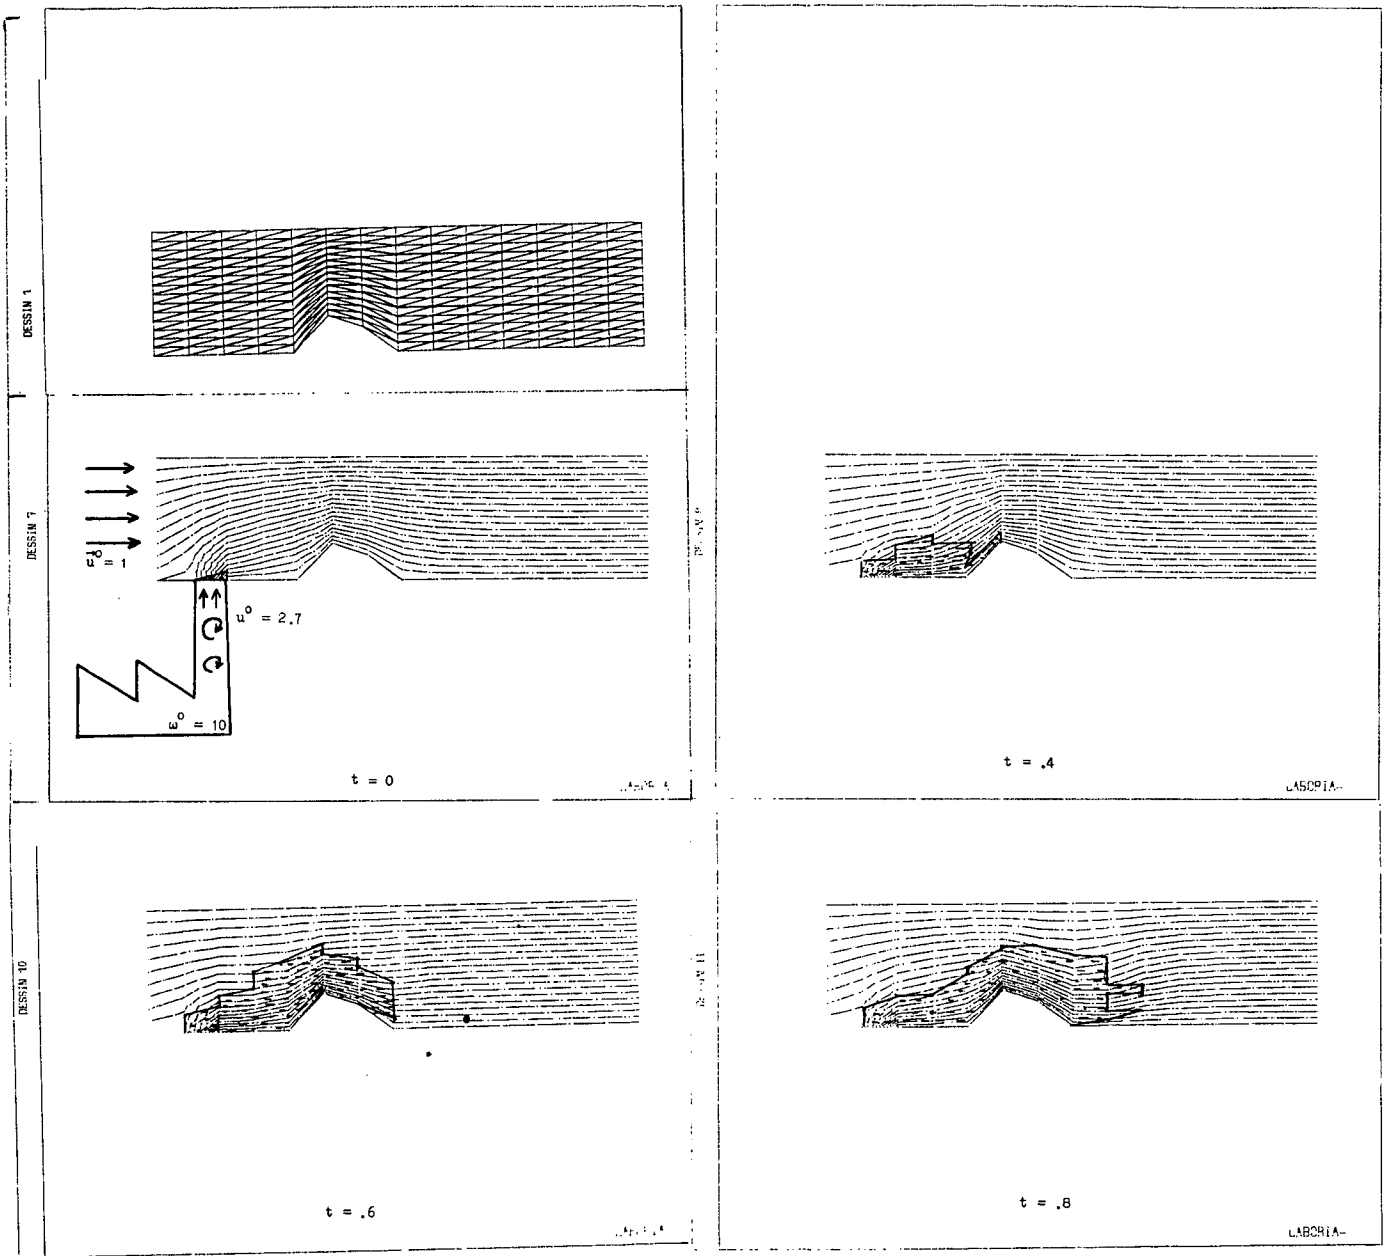 DESSIN 1
DESSIN 7
u⃗° = 1
u° = 2.7
ω° = 10
t = 0
t = .4
LABORIA-
DESSIN 10
t = .6
t = .8
LABORIA-